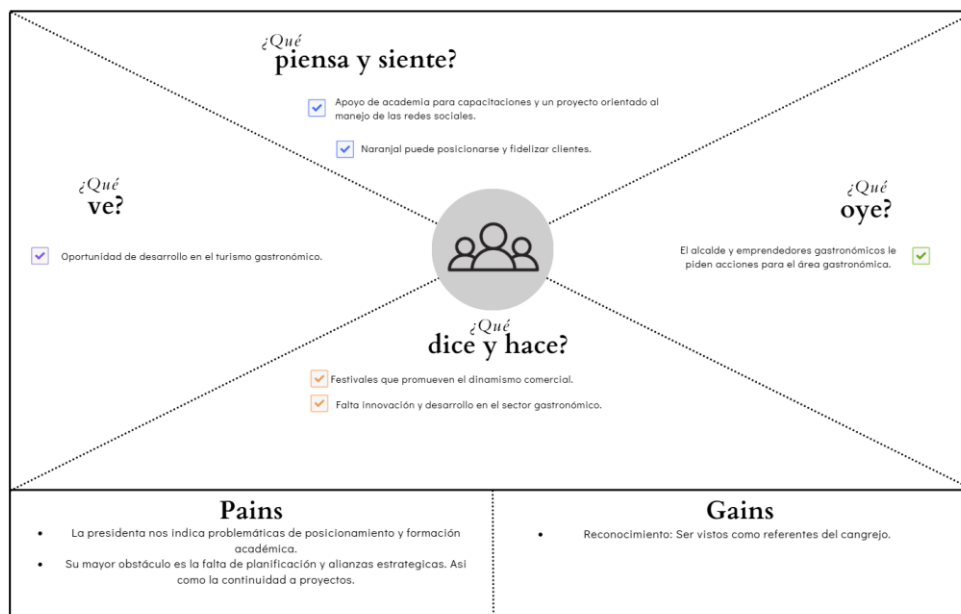 ¿Qué
piensa y siente?
Apoyo de academia para capacitaciones y un proyecto orientado al
manejo de las redes sociales.
Naranjal puede posicionarse y fidelizar clientes.
¿Qué
ve?
Oportunidad de desarrollo en el turismo gastronómico.
¿Qué
oye?
El alcalde y emprendedores gastronómicos le
piden acciones para el área gastronómica.
¿Qué
dice y hace?
Festivales que promueven el dinamismo comercial.
Falta innovación y desarrollo en el sector gastronómico.
Pains
• La presidenta nos indica problemáticas de posicionamiento y formación
académica.
• Su mayor obstáculo es la falta de planificación y alianzas estrategicas. Asi
como la continuidad a proyectos.
Gains
• Reconocimiento: Ser vistos como referentes del cangrejo.